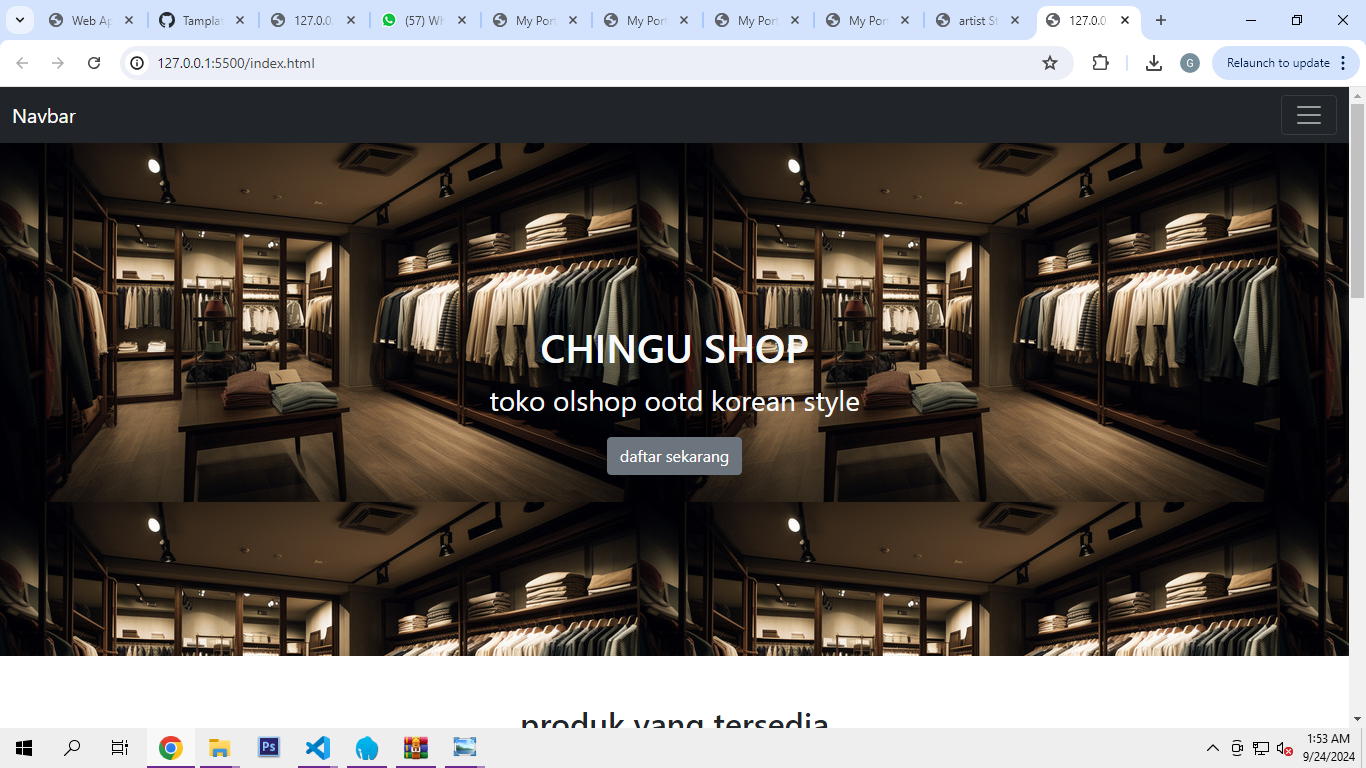 Web Ap
Tamplat
127.0.0.
(57) Wh
My Port
My Port
My Port
My Port
artist St
127.0.0
127.0.0.1:5500/index.html
G
Relaunch to update
Navbar
CHINGU SHOP
toko olshop ootd korean style
daftar sekarang
produk yang tersedia
Ps
1:53 AM
9/24/2024